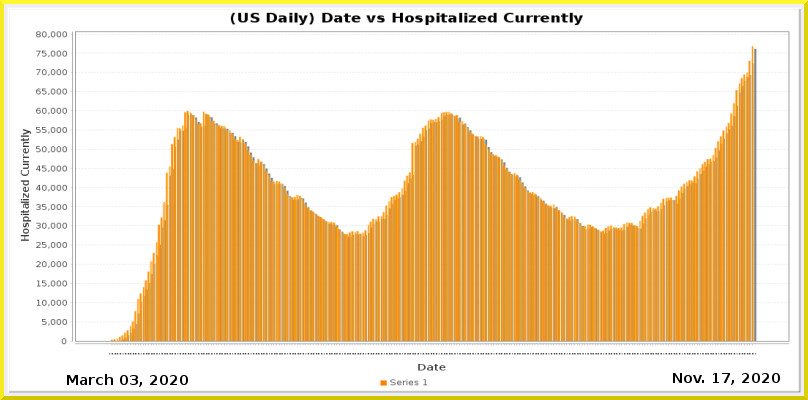 (US Daily) Date vs Hospitalized Currently
80,000
75,000
70,000
65,000
60,000
55,000
50,000
45,000
40,000
35,000
30,000
25,000
20,000
15,000
10,000
5,000
0
Hospitalized Currently
Date
March 03, 2020
Series 1
Nov. 17, 2020